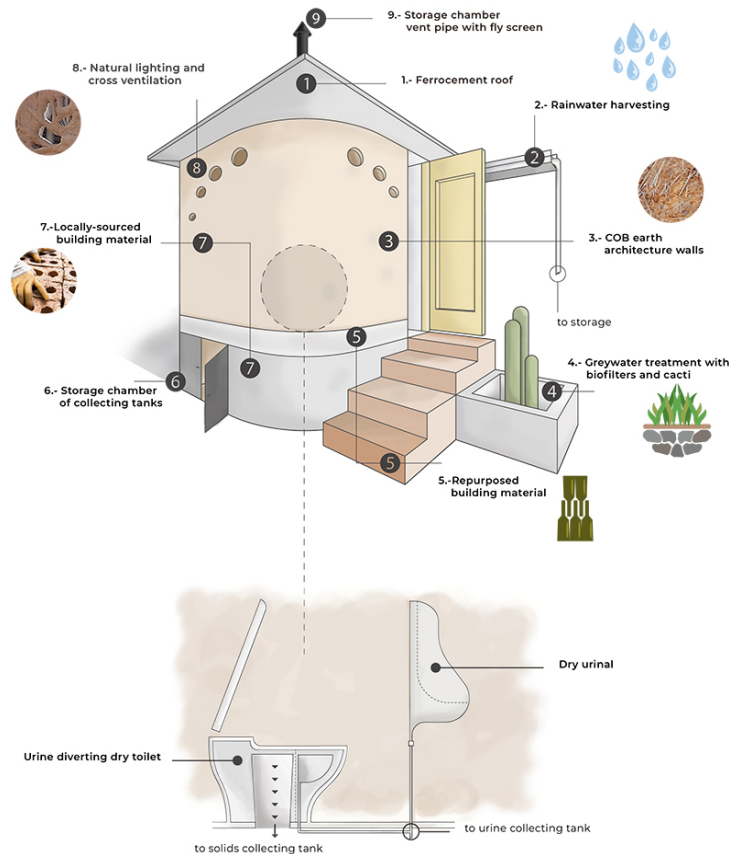 9
9.- Storage chamber
vent pipe with fly screen
8.- Natural lighting and
cross ventilation
1
1.- Ferrocement roof
2.- Rainwater harvesting
2
8
7.-Locally-sourced
building material
7
3
3.- COB earth
architecture walls
to storage
5
7
6
6.- Storage chamber
of collecting tanks
4
4.- Greywater treatment with
biofilters and cacti
5
5.-Repurposed
building material
Dry urinal
Urine diverting dry toilet
to urine collecting tank
to solids collecting tank